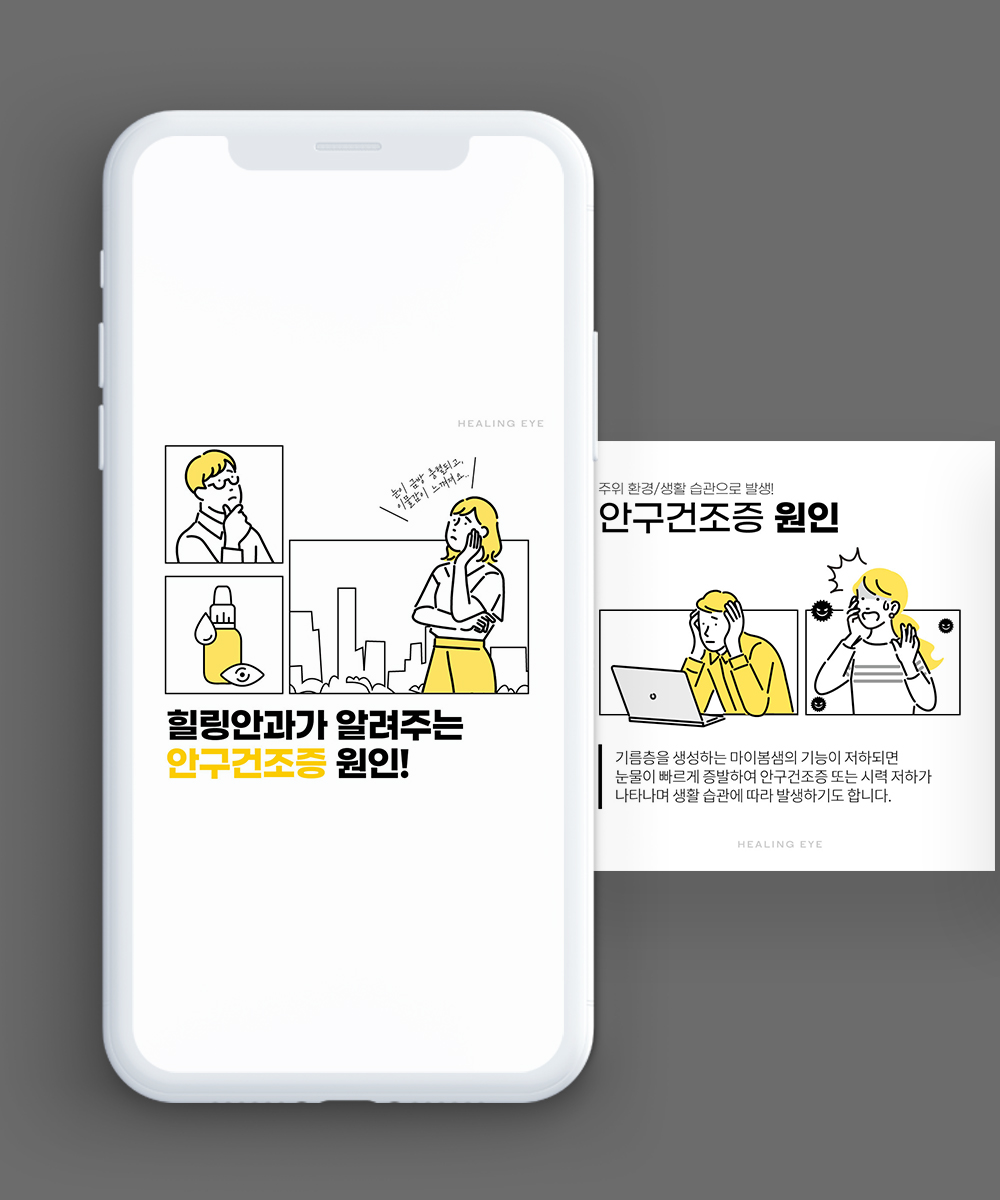 HEALING EYE
눈이 금방 충혈되고,
이물감이 느껴져요..
힐링안과가 알려주는
안구건조증 원인!
주위 환경/생활 습관으로 발생!
안구건조증 원인
기름층을 생성하는 마이봄샘의 기능이 저하되면
눈물이 빠르게 증발하여 안구건조증 또는 시력 저하가
나타나며 생활 습관에 따라 발생하기도 합니다.
HEALING EYE